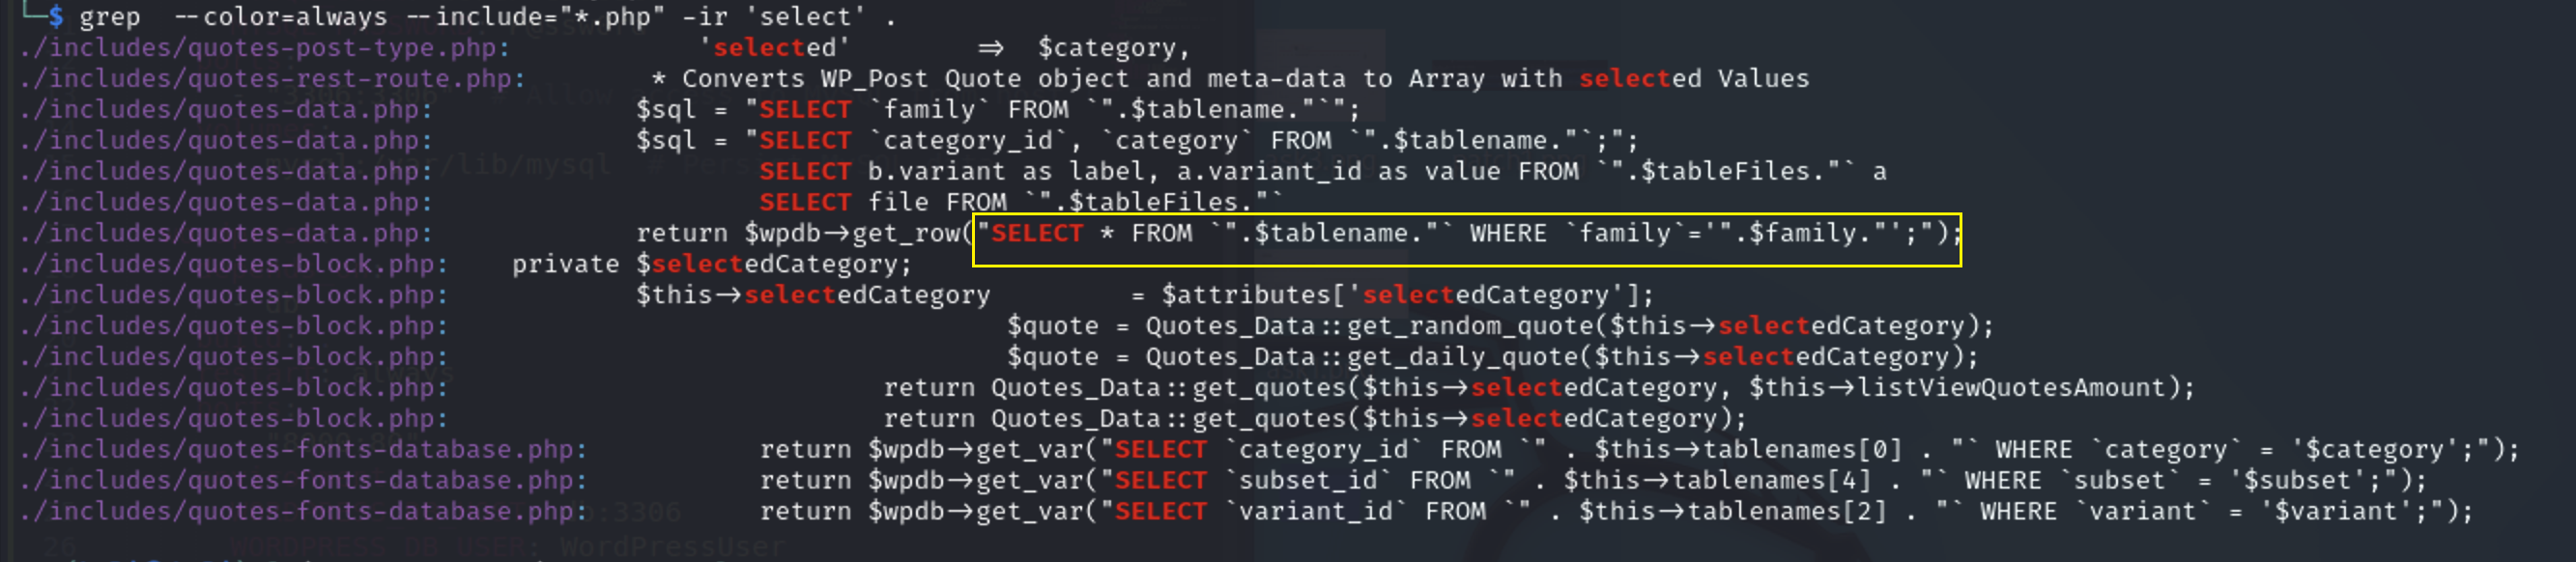 └─$ grep  --color=always --include="*.php" -ir 'select' .
./includes/quotes-post-type.php:            'selected'        => $category,
./includes/quotes-rest-route.php:        * Converts WP_Post Quote object and meta-data to Array with selected Values
./includes/quotes-data.php:             $sql = "SELECT `family` FROM `".$tablename."`";
./includes/quotes-data.php:             $sql = "SELECT `category_id`, `category` FROM `".$tablename."`;";
./includes/quotes-data.php:                     SELECT b.variant as label, a.variant_id as value FROM `".$tableFiles."` a
./includes/quotes-data.php:                     SELECT file FROM `".$tableFiles."`
./includes/quotes-data.php:             return $wpdb->get_row("SELECT * FROM `".$tablename."` WHERE `family`='".$family."';");
./includes/quotes-block.php:    private $selectedCategory;
./includes/quotes-block.php:            $this->selectedCategory         = $attributes['selectedCategory'];
./includes/quotes-block.php:                                    $quote = Quotes_Data::get_random_quote($this->selectedCategory);
./includes/quotes-block.php:                                    $quote = Quotes_Data::get_daily_quote($this->selectedCategory);
./includes/quotes-block.php:                            return Quotes_Data::get_quotes($this->selectedCategory, $this->listViewQuotesAmount);
./includes/quotes-block.php:                            return Quotes_Data::get_quotes($this->selectedCategory);
./includes/quotes-fonts-database.php:           return $wpdb->get_var("SELECT `category_id` FROM `" . $this->tablenames[0] . "` WHERE `category` = '$category';");
./includes/quotes-fonts-database.php:           return $wpdb->get_var("SELECT `subset_id` FROM `" . $this->tablenames[4] . "` WHERE `subset` = '$subset';");
./includes/quotes-fonts-database.php:           return $wpdb->get_var("SELECT `variant_id` FROM `" . $this->tablenames[2] . "` WHERE `variant` = '$variant';");
26 WORDPRESS_DB_USER: WordPressUser